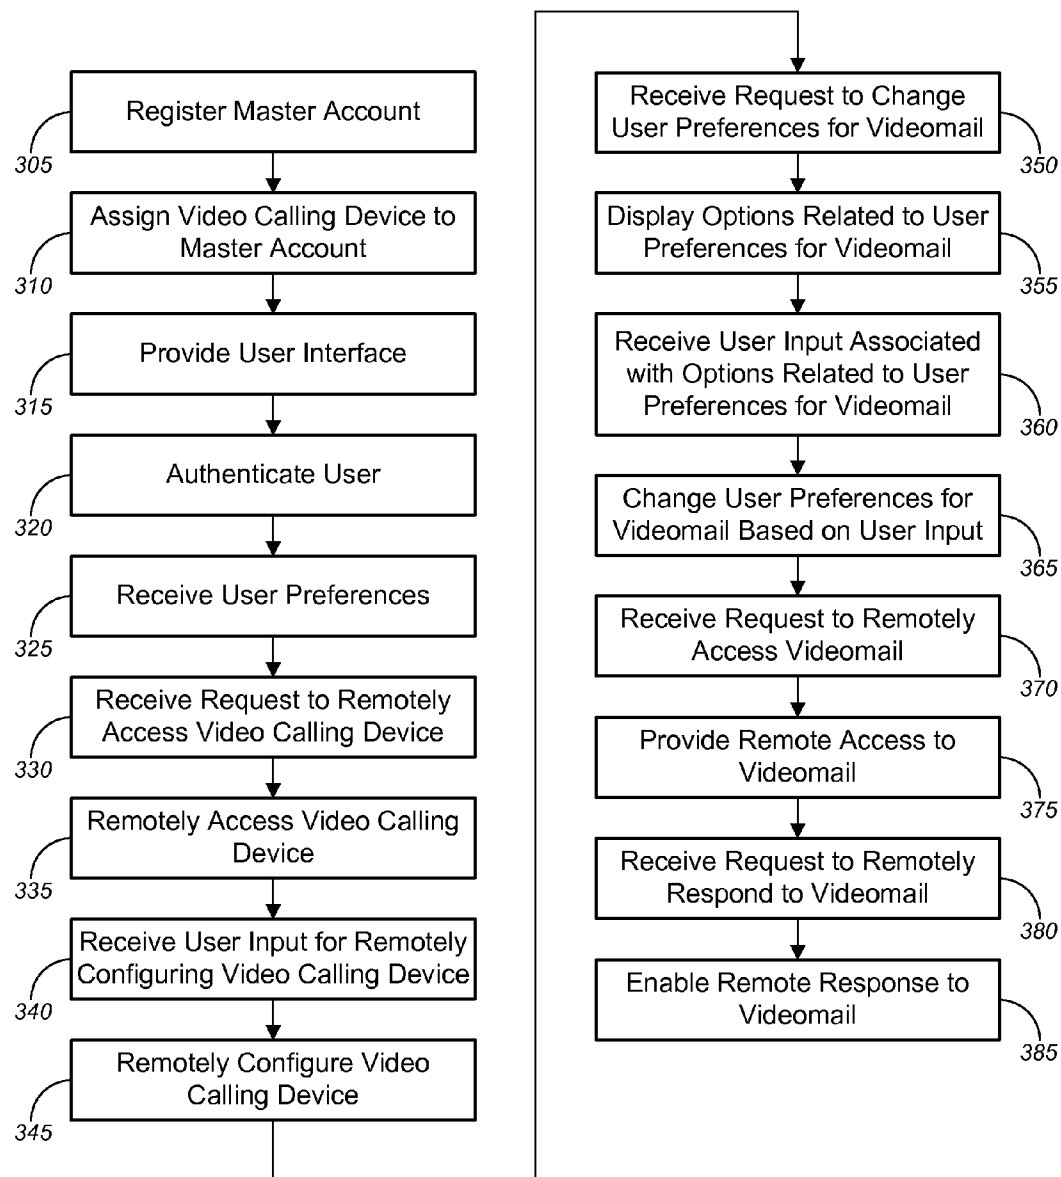 Register Master Account
305
Assign Video Calling Device to
Master Account
310
Provide User Interface
315
Authenticate User
320
Receive User Preferences
325
Receive Request to Remotely
Access Video Calling Device
330
Remotely Access Video Calling
Device
335
Receive User Input for Remotely
Configuring Video Calling Device
340
Remotely Configure Video
Calling Device
345
Receive Request to Change
User Preferences for Videomail
350
Display Options Related to User
Preferences for Videomail
355
Receive User Input Associated
with Options Related to User
Preferences for Videomail
360
Change User Preferences for
Videomail Based on User Input
365
Receive Request to Remotely
Access Videomail
370
Provide Remote Access to
Videomail
375
Receive Request to Remotely
Respond to Videomail
380
Enable Remote Response to
Videomail
385